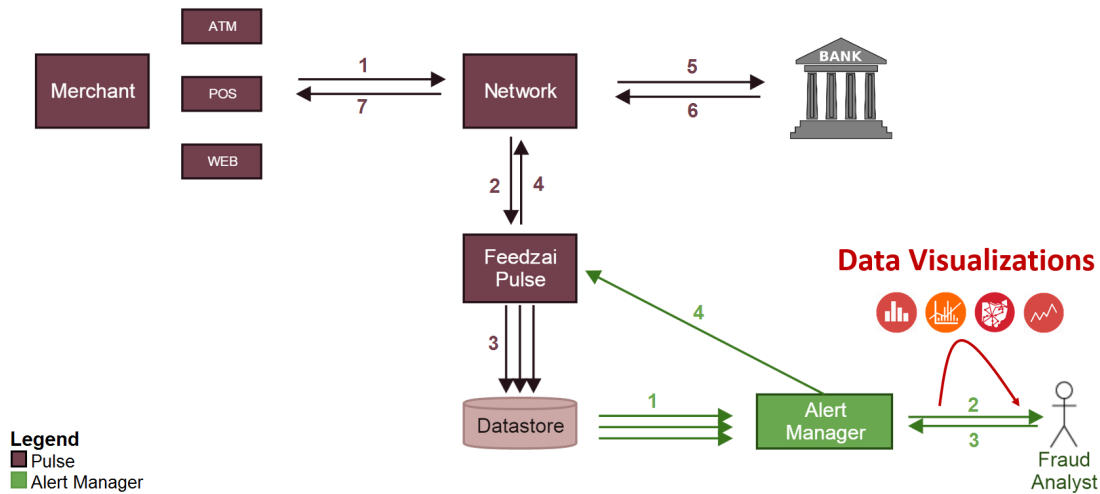 ATM
Merchant
POS
WEB
1
7
Network
5
6
BANK
2
4
Feedzai
Pulse
3
Datastore
1
4
Data Visualizations
Alert
Manager
2
3
Fraud
Analyst
Legend
Pulse
Alert Manager